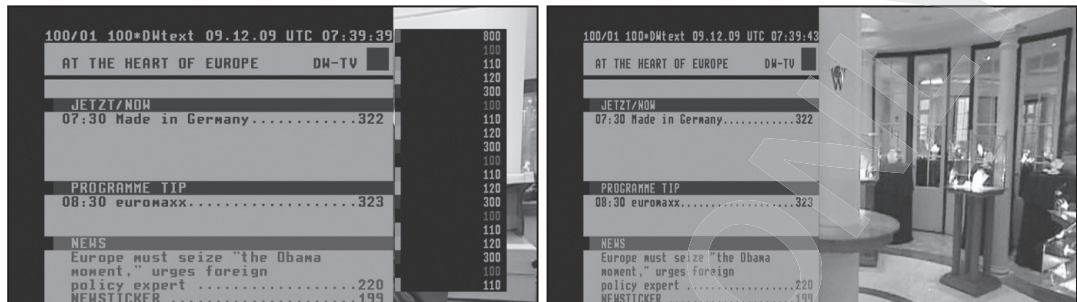 100/01 100*DWtext 09.12.09 UTC 07:39:39
AT THE HEART OF EUROPE DW-TV
JETZT/NOW
07:30 Made in Germany............322
PROGRAMME TIP
08:30 euromaxx...................323
NEWS
Europe must seize "the Obama
moment," urges foreign
policy expert ..................220
NEWSTICKER ....................199
800
100
110
120
300
100
110
120
300
100
110
120
300
100
110
120
300
100
110
100/01 100*DWtext 09.12.09 UTC 07:39:43
AT THE HEART OF EUROPE DW-TV
JETZT/NOW
07:30 Made in Germany............322
PROGRAMME TIP
08:30 euromaxx...................323
NEWS
Europe must seize "the Obama
moment," urges foreign
policy expert ..................220
NEWSTICKER ....................199
W